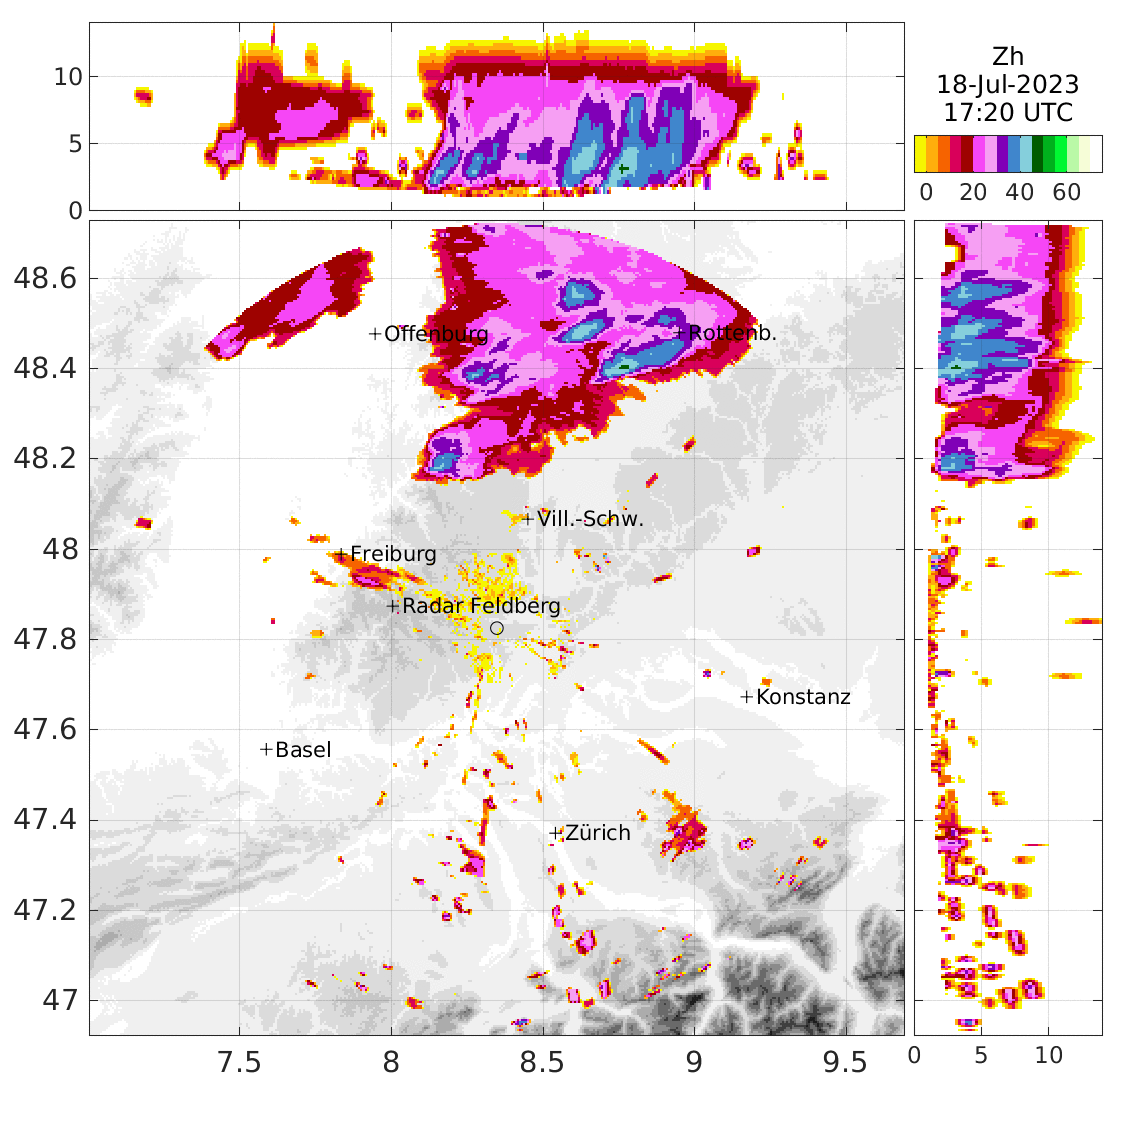 Zh
18-Jul-2023
17:20 UTC
0 20 40 60
10
5
0
48.6
Offenburg
Rottenb.
48.4
48.2
Vill.-Schw.
48
Freiburg
Radar Feldberg
47.8
Konstanz
47.6
Basel
47.4
Zürich
47.2
47
7.5 8 8.5 9 9.5
0 5 10